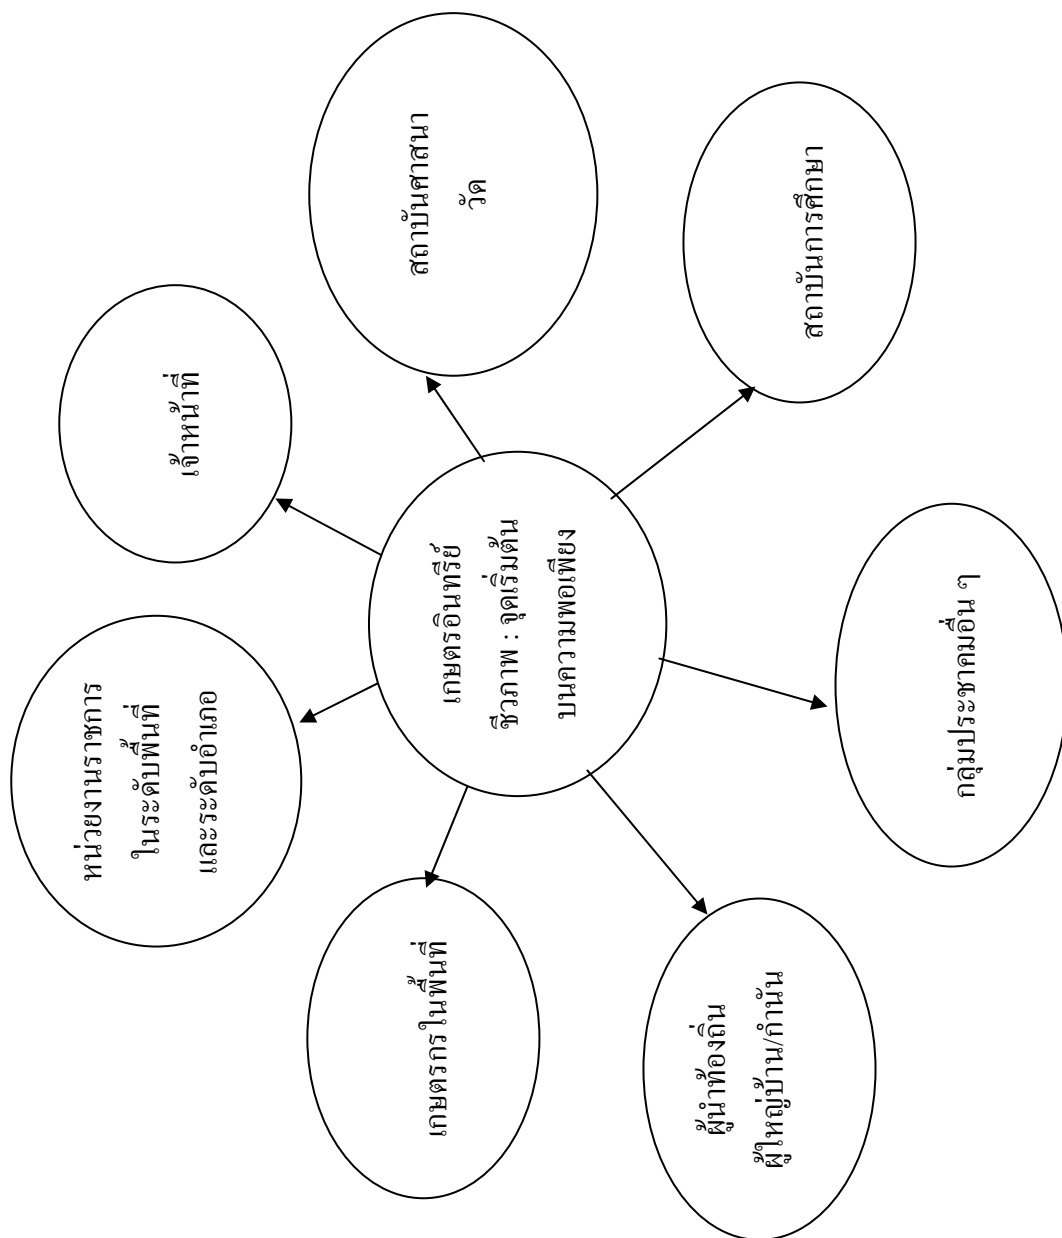 สถาบันศาสนา
วัด
สถาบันการศึกษา
เจ้าหน้าที่
เกษตรอินทรีย์
ชีวภาพ : จุดเริ่มต้น
บนความพอเพียง
หน่วยงานราชการ
ในระดับพื้นที่
และระดับอำเภอ
กลุ่มประชาคมอื่น ๆ
เกษตรกรในพื้นที่
ผู้นำท้องถิ่น
ผู้ใหญ่บ้าน/กำนัน